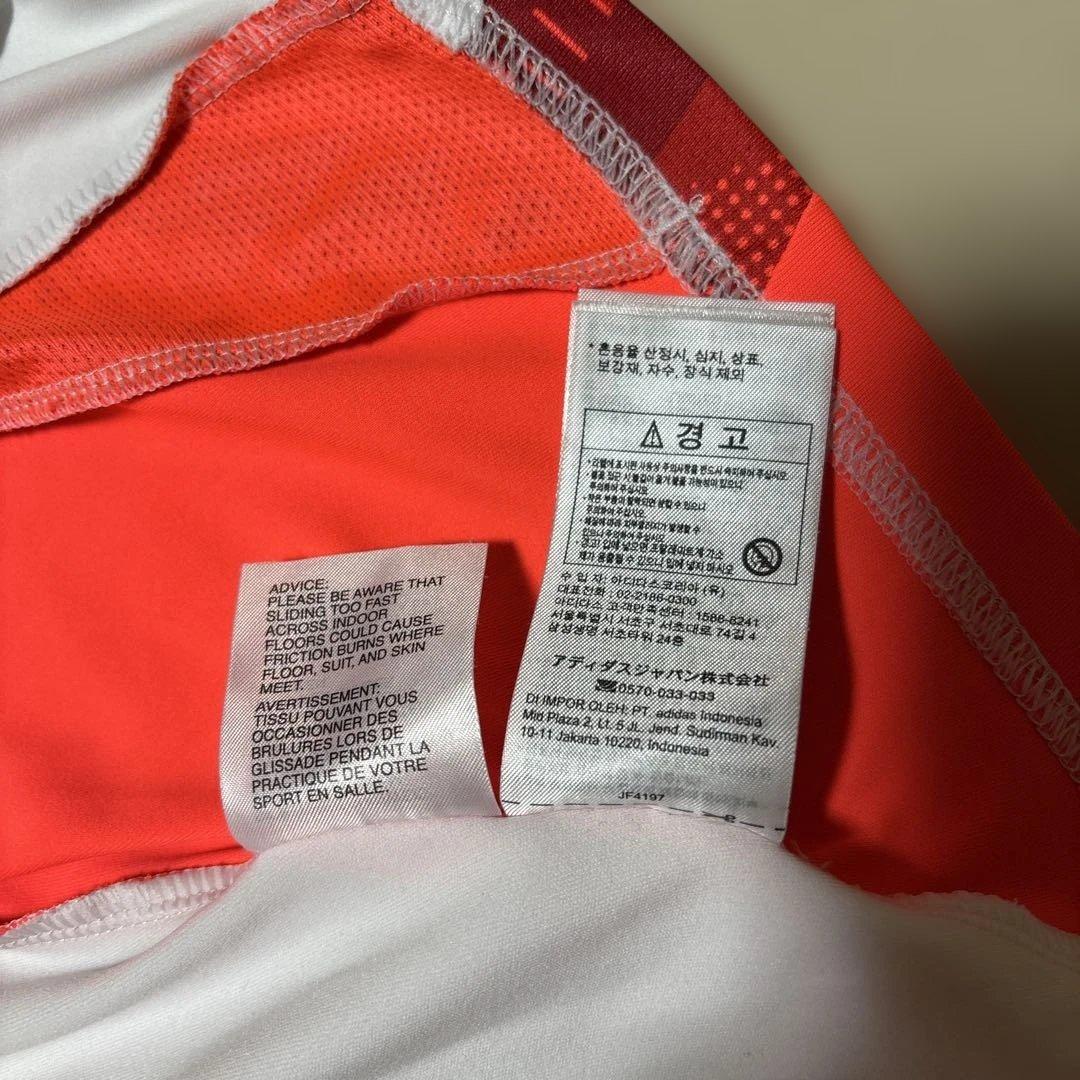 ADVICE:
PLEASE BE AWARE THAT
SLIDING TOO FAST
ACROSS INDOOR
FLOORS COULD CAUSE
FRICTION BURNS WHERE
FLOOR, SUIT, AND SKIN
MEET.
AVERTISSEMENT:
TISSU POUVANT VOUS
OCCASIONNER DES
BRULURES LORS DE
GLISSADE PENDANT LA
PRACTIQUE DE VOTRE
SPORT EN SALLE.
*혼용율 산정시, 심지, 상표,
보강재, 자수, 장식 제외
경고
수 입 자: 아디다스코리아 (유)
대표전화 : 02-2186-0300
아디다스 고객만족센터 : 1588-8241
서울특별시 서초구 서초대로 74길 4
삼성생명 서초타워 24층
アディダスジャパン株式会社
0570-033-033
DI IMPOR OLEH: PT. adidas Indonesia
Mid Plaza 2, Lt. 5 JL. Jend. Sudirman Kav.
10-11 Jakarta 10220, Indonesia
JF4197